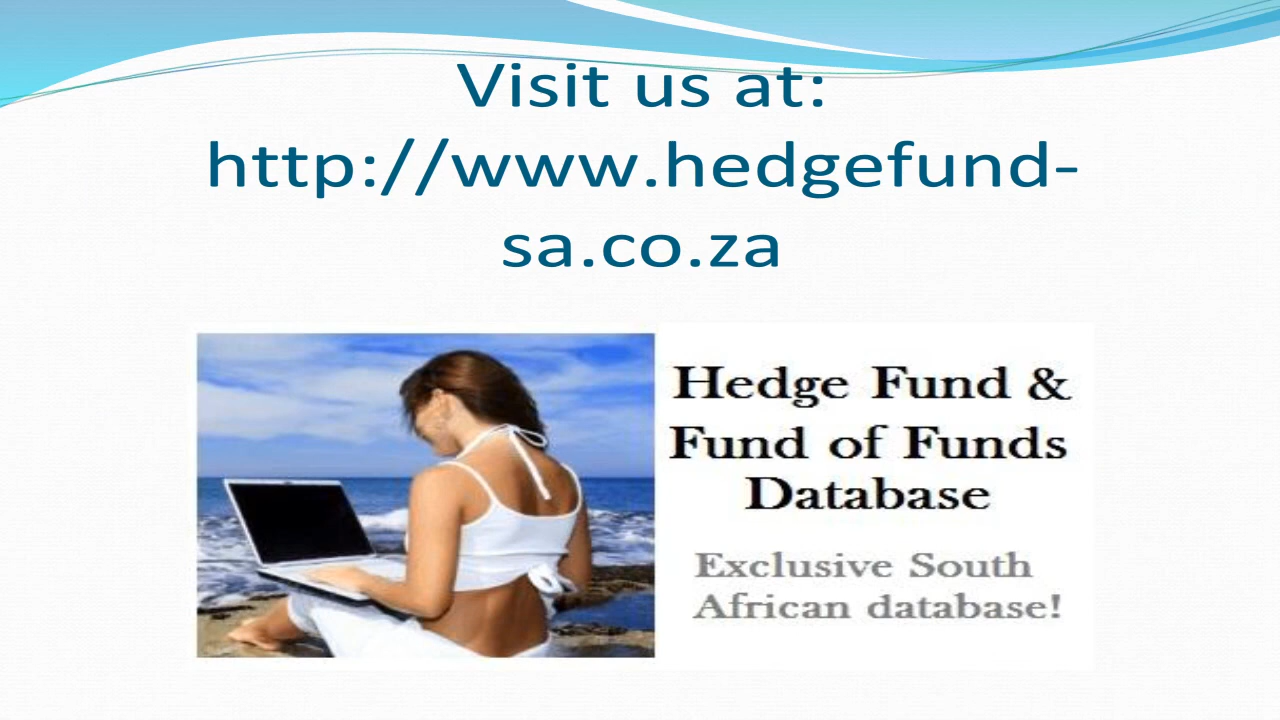 Visit us at:
http://www.hedgefund-
sa.co.za
Hedge Fund &
Fund of Funds
Database
Exclusive South
African database!